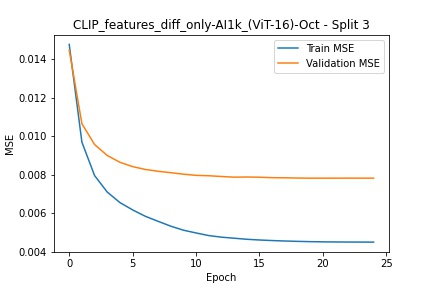 CLIP_features_diff_only-AI1k_(ViT-16)-Oct - Split 3
Train MSE
Validation MSE
MSE
0.014
0.012
0.010
0.008
0.006
0.004
0
5
10
15
20
25
Epoch